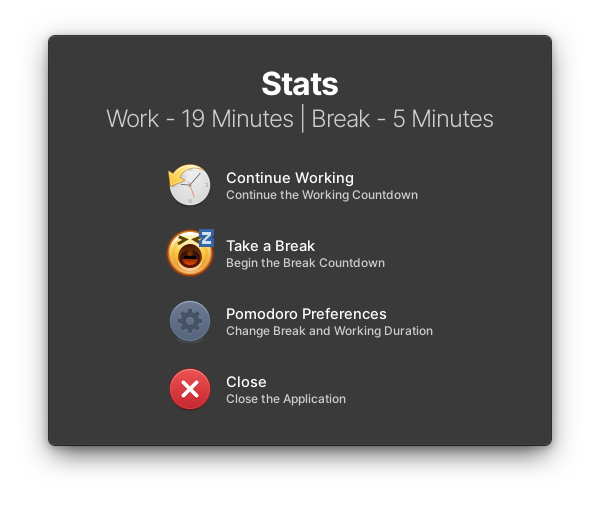 Stats
Work - 19 Minutes | Break - 5 Minutes
Continue Working
Continue the Working Countdown
Z
Take a Break
Begin the Break Countdown
Pomodoro Preferences
Change Break and Working Duration
Close
Close the Application